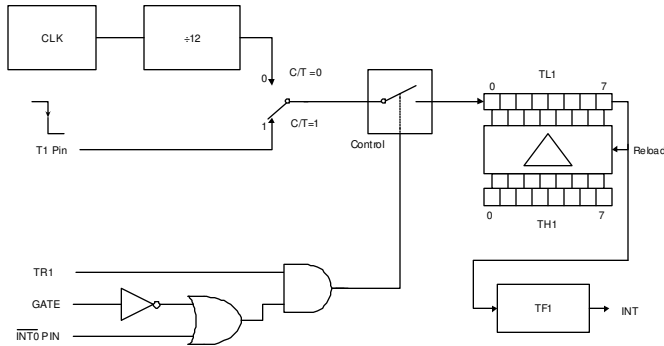 CLK
÷12
0
C/T =0
1
C/T=1
T1 Pin
Control
TL1
0
7
Reload
0
7
TH1
TR1
GATE
INT0 PIN
TF1
INT